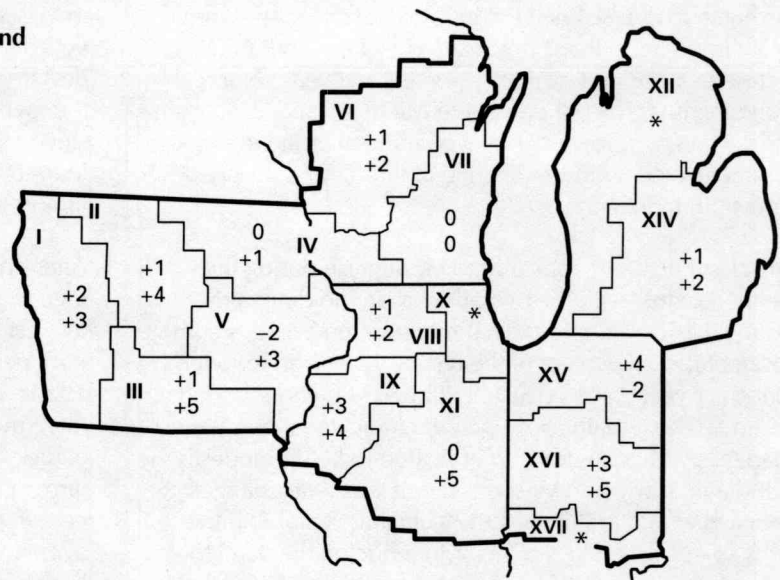 nd
XII
*
VI
+1
+2
VII
0
0
XIV
+1
+2
I
II
0
+1
IV
+1
+4
+2
+3
V
-2
+3
III
+1
+5
X
*
+1
+2
VIII
IX
+3
+4
XI
0
+5
XV
+4
-2
XVI
+3
+5
XVII
*